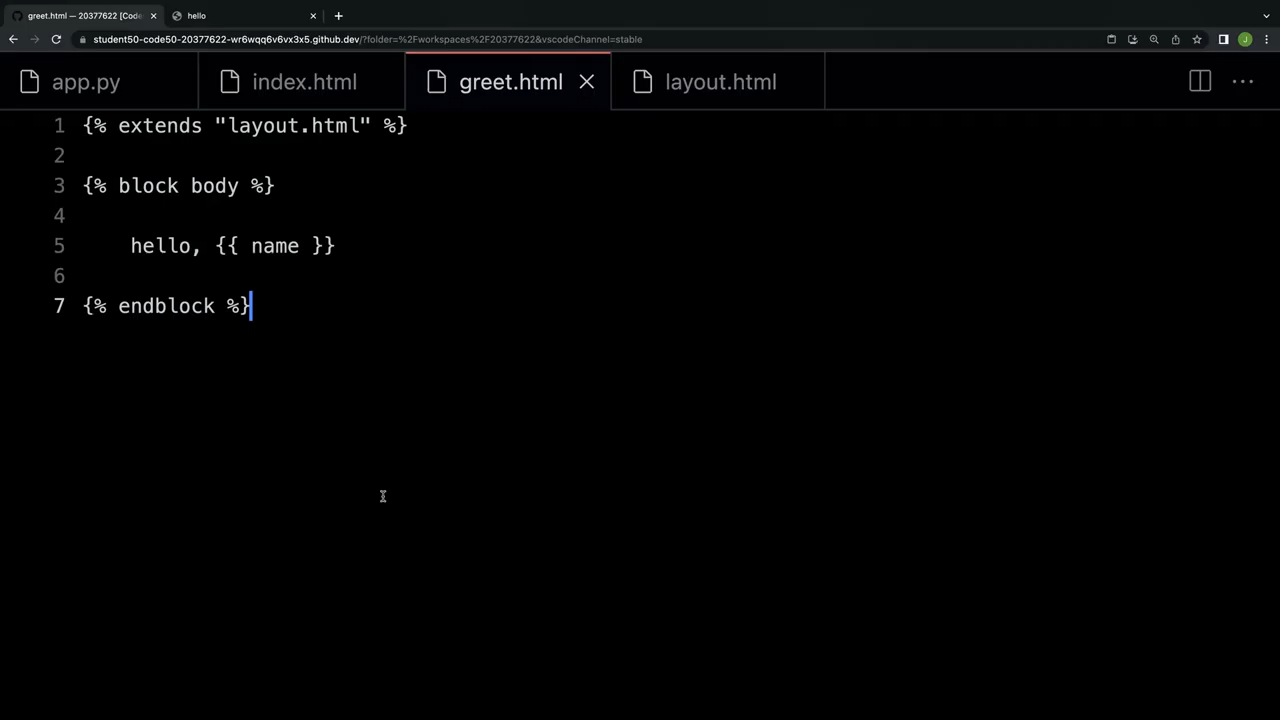 greet.html — 20377622 [Code
hello
student50-code50-20377622-wr6wqq6v6vx3x5.github.dev/?folder=%2Fworkspaces%2F20377622&vscodeChannel=stable
J
app.py
index.html
greet.html
layout.html
1 {% extends "layout.html" %}
2
3 {% block body %}
4
5 hello, {{ name }}
6
7 {% endblock %}